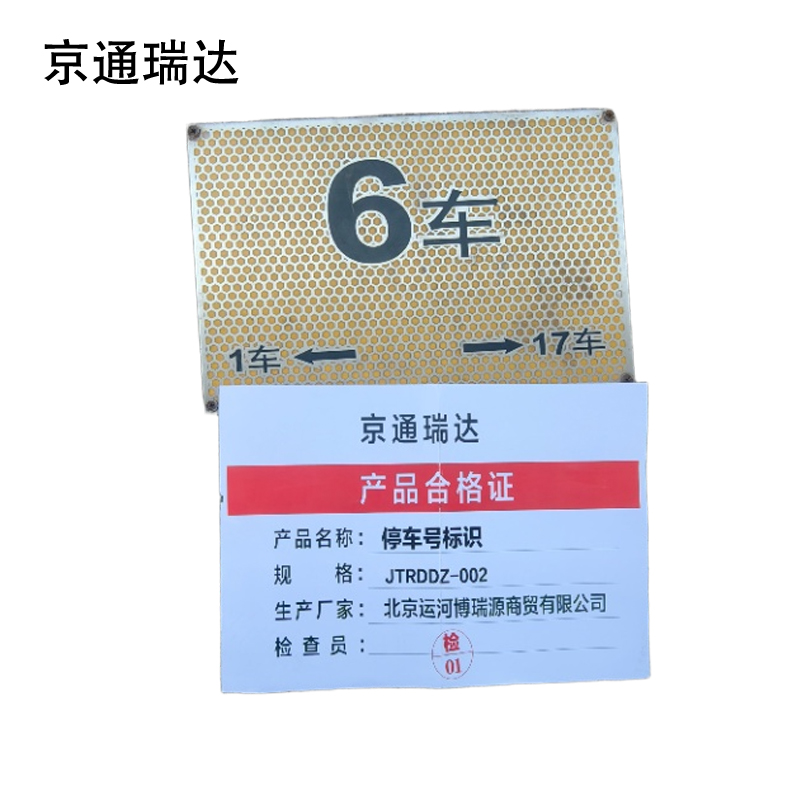 京通瑞达
6车
1车 ← → 17车
京通瑞达
产品合格证
产品名称：停车号标识
规 格：JTRDDZ-002
生产厂家：北京运河博瑞源商贸有限公司
检查员：
检
01